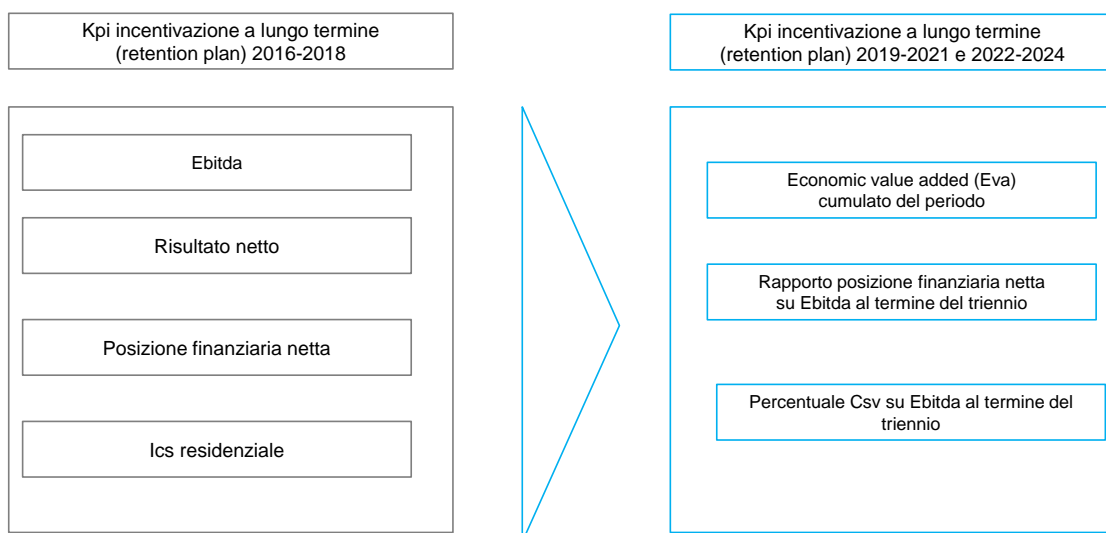 Kpi incentivazione a lungo termine
(retention plan) 2016-2018
Ebitda
Risultato netto
Posizione finanziaria netta
Ics residenziale
Kpi incentivazione a lungo termine
(retention plan) 2019-2021 e 2022-2024
Economic value added (Eva)
cumulato del periodo
Rapporto posizione finanziaria netta
su Ebitda al termine del triennio
Percentuale Csv su Ebitda al termine del
triennio